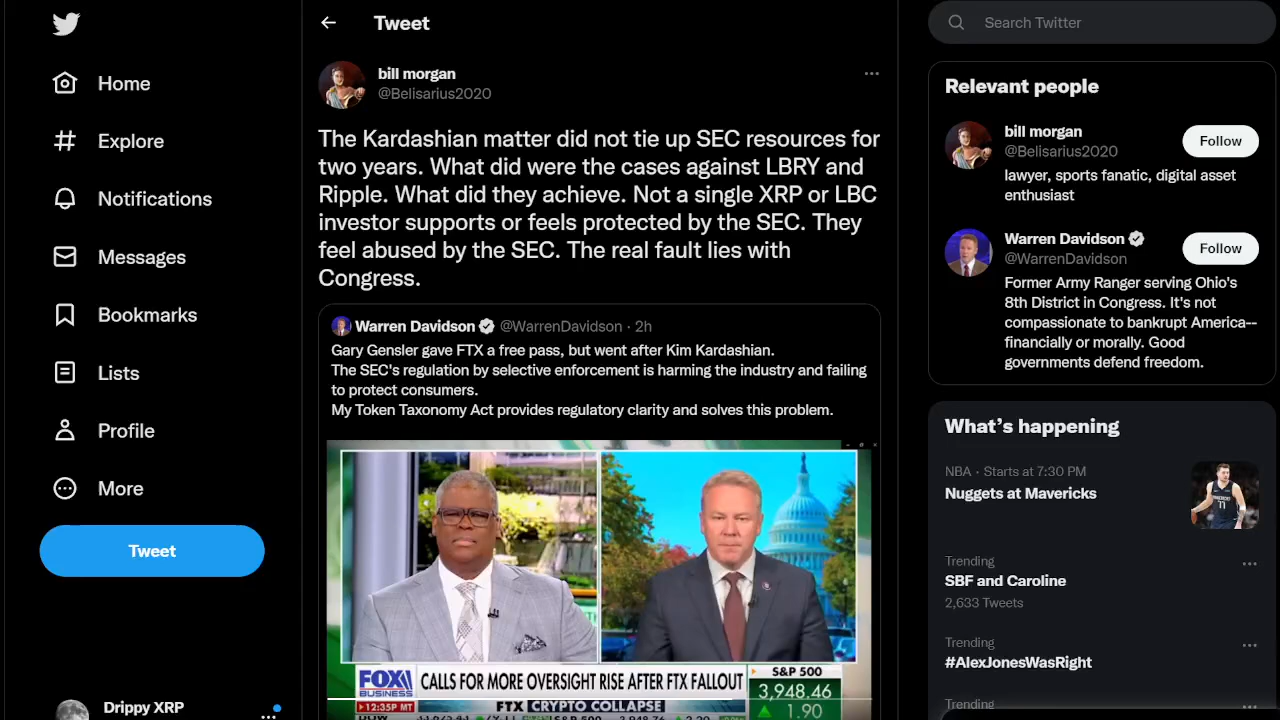 Home
Explore
Notifications
Messages
Bookmarks
Lists
Profile
More
Tweet
Drippy XRP
Tweet
bill morgan
@Belisarius2020
The Kardashian matter did not tie up SEC resources for
two years. What did were the cases against LBRY and
Ripple. What did they achieve. Not a single XRP or LBC
investor supports or feels protected by the SEC. They
feel abused by the SEC. The real fault lies with
Congress.
Warren Davidson @WarrenDavidson · 2h
Gary Gensler gave FTX a free pass, but went after Kim Kardashian.
The SEC's regulation by selective enforcement is harming the industry and failing
to protect consumers.
My Token Taxonomy Act provides regulatory clarity and solves this problem.
FOX
BUSINESS
CALLS FOR MORE OVERSIGHT RISE AFTER FTX FALLOUT
S&P 500
3,948.46
1.90
12:35PM MT
FTX CRYPTO COLLAPSE
Search Twitter
Relevant people
bill morgan
@Belisarius2020
Follow
lawyer, sports fanatic, digital asset
enthusiast
Warren Davidson
@WarrenDavidson
Follow
Former Army Ranger serving Ohio's
8th District in Congress. It's not
compassionate to bankrupt America--
financially or morally. Good
governments defend freedom.
What's happening
NBA · Starts at 7:30 PM
Nuggets at Mavericks
Trending
SBF and Caroline
2,633 Tweets
Trending
#AlexJonesWasRight
Trending